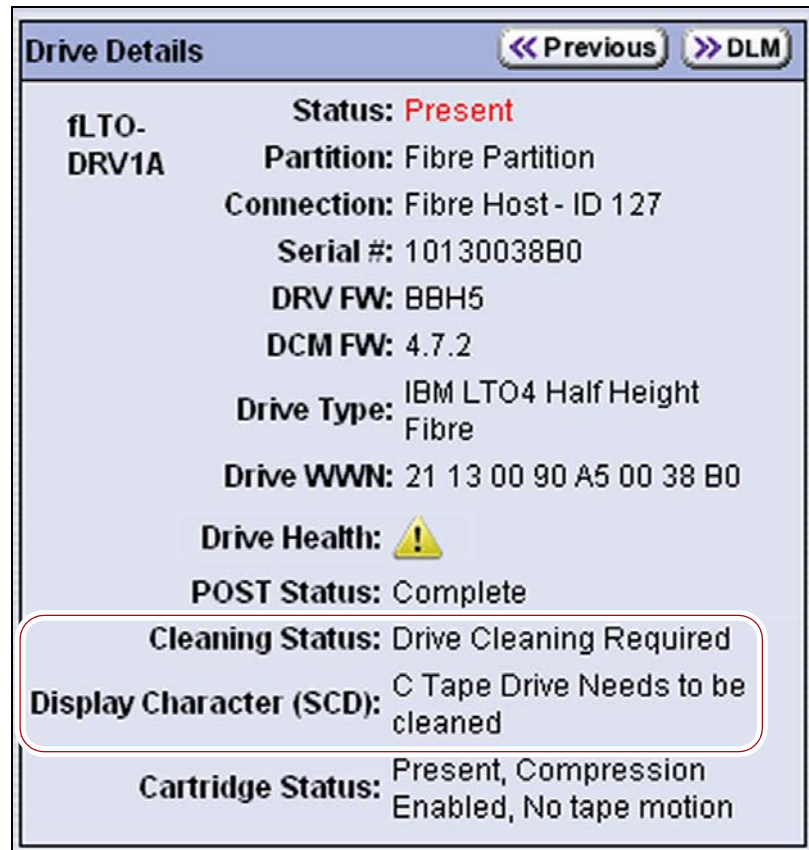 Drive Details
Previous
DLM
fLTO-
DRV1A
Status: Present
Partition: Fibre Partition
Connection: Fibre Host - ID 127
Serial #: 10130038B0
DRV FW: BBH5
DCM FW: 4.7.2
Drive Type: IBM LTO4 Half Height
Fibre
Drive WWN: 21 13 00 90 A5 00 38 B0
Drive Health:
POST Status: Complete
Cleaning Status: Drive Cleaning Required
Display Character (SCD): C Tape Drive Needs to be
cleaned
Cartridge Status: Present, Compression
Enabled, No tape motion